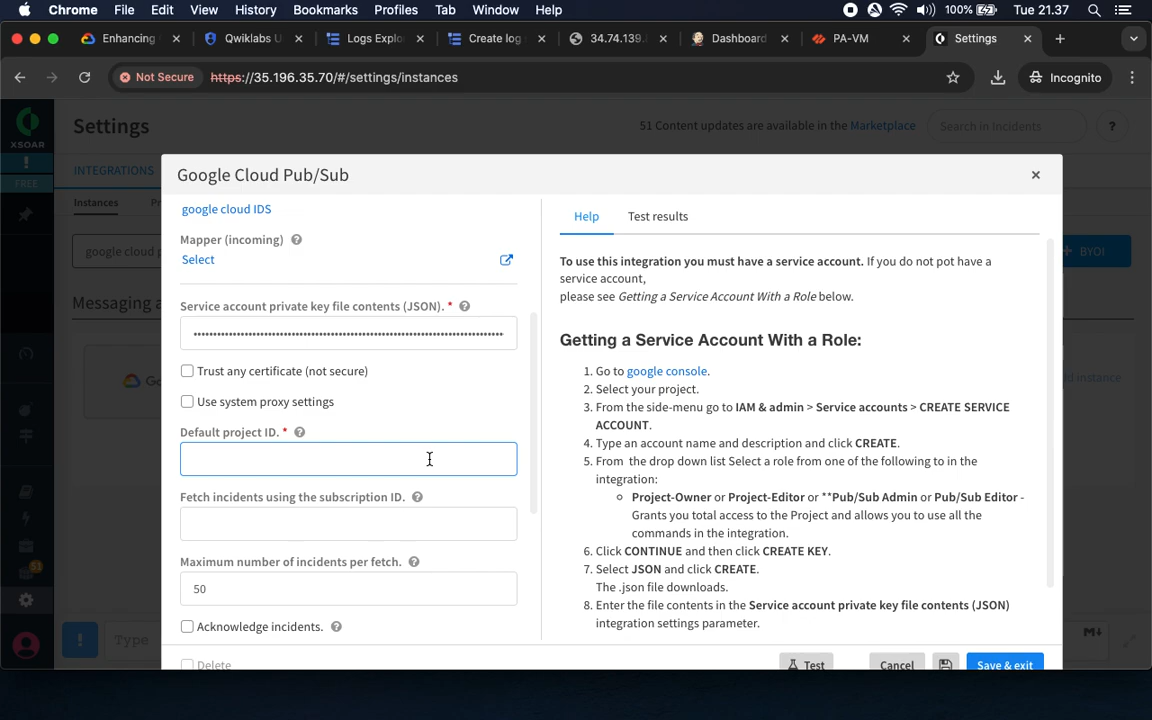 Chrome File Edit View History Bookmarks Profiles Tab Window Help 100% Tue 21.37
Enhancing Qwiklabs U Logs Explo Create log 34.74.139. Dashboard PA-VM Settings
Not Secure https://35.196.35.70/#/settings/instances Incognito
XSOAR
FREE
51
Settings
51 Content updates are available in the Marketplace
Search in Incidents
?
INTEGRATIONS
Instances
google cloud p
BYOI
Messaging a
Go
dd instance
Type
M
Google Cloud Pub/Sub
google cloud IDS
Mapper (incoming)
Select
Service account private key file contents (JSON). *
Trust any certificate (not secure)
Use system proxy settings
Default project ID. *
Fetch incidents using the subscription ID.
Maximum number of incidents per fetch.
50
Acknowledge incidents.
Delete
Help Test results
To use this integration you must have a service account. If you do not pot have a
service account,
please see Getting a Service Account With a Role below.
Getting a Service Account With a Role:
1. Go to google console.
2. Select your project.
3. From the side-menu go to IAM & admin > Service accounts > CREATE SERVICE
ACCOUNT.
4. Type an account name and description and click CREATE.
5. From the drop down list Select a role from one of the following to in the
integration:
Project-Owner or Project-Editor or **Pub/Sub Admin or Pub/Sub Editor -
Grants you total access to the Project and allows you to use all the
commands in the integration.
6. Click CONTINUE and then click CREATE KEY.
7. Select JSON and click CREATE.
The .json file downloads.
8. Enter the file contents in the Service account private key file contents (JSON)
integration settings parameter.
Test Cancel Save & exit